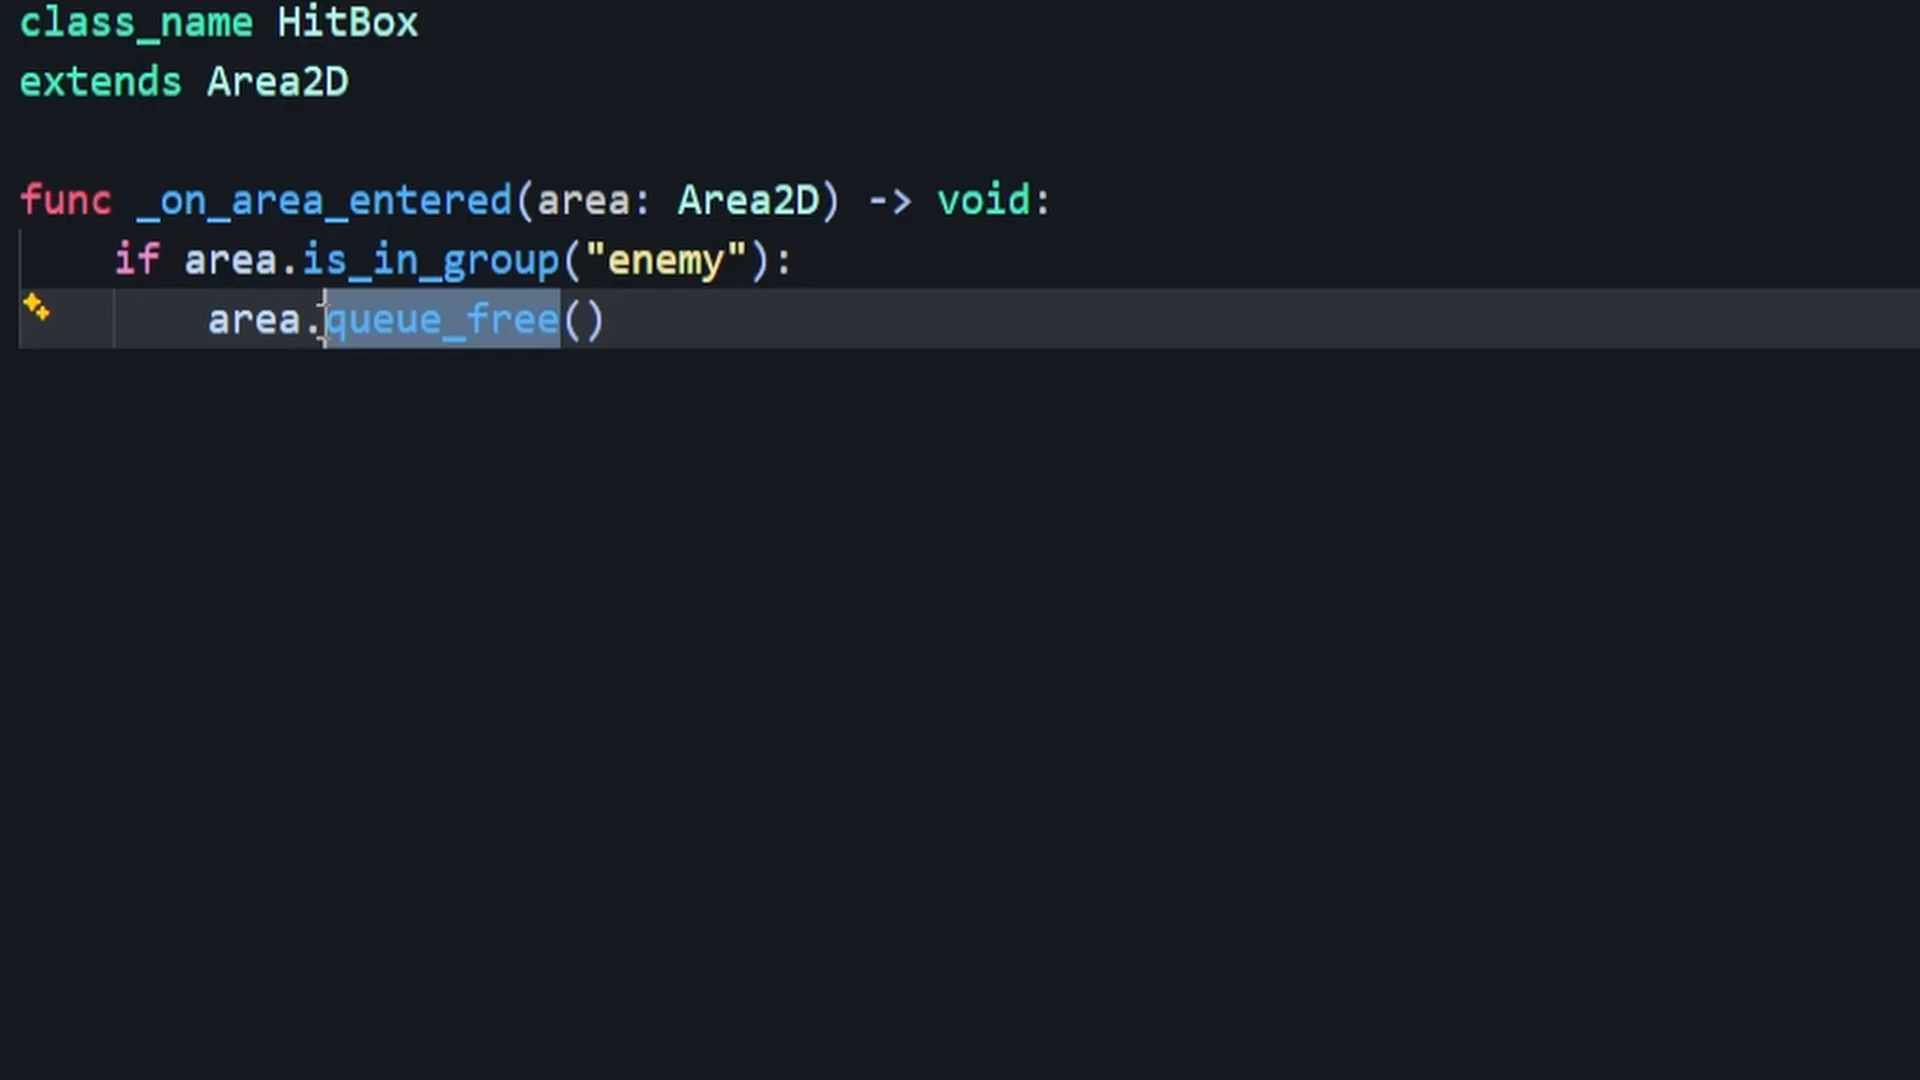 class_name HitBox
extends Area2D
func _on_area_entered(area: Area2D) -> void:
if area.is_in_group("enemy"):
area.queue_free()